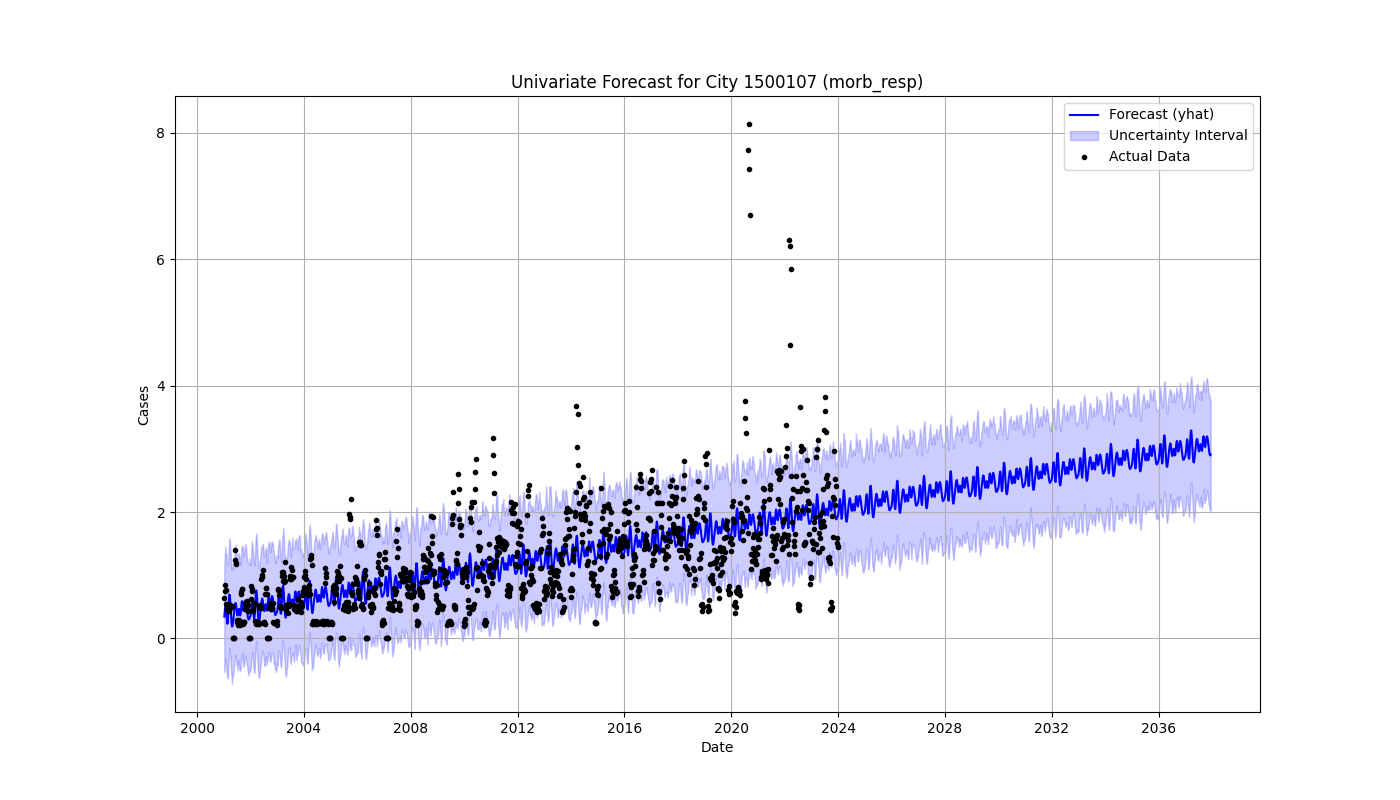 Univariate Forecast for City 1500107 (morb_resp)
Forecast (yhat)
Uncertainty Interval
Actual Data
Cases
8
6
4
2
0
2000 2004 2008 2012 2016 2020 2024 2028 2032 2036
Date